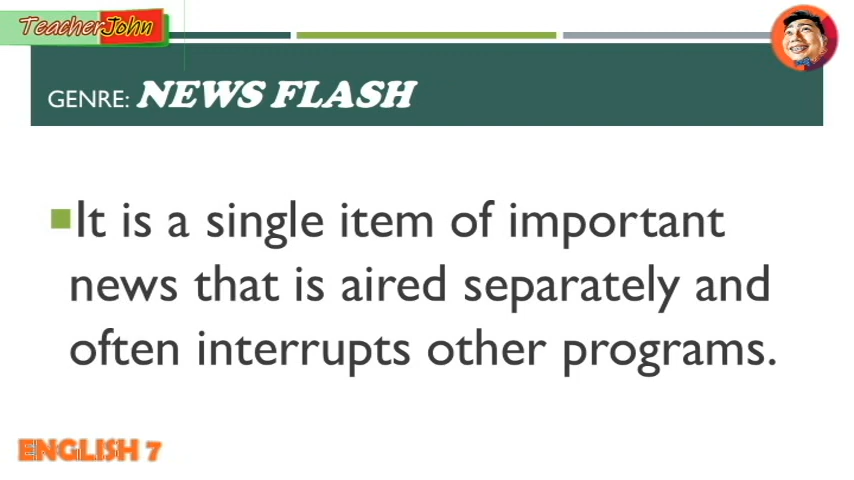 TeacherJohn
GENRE: NEWS FLASH
It is a single item of important
news that is aired separately and
often interrupts other programs.
ENGLISH 7